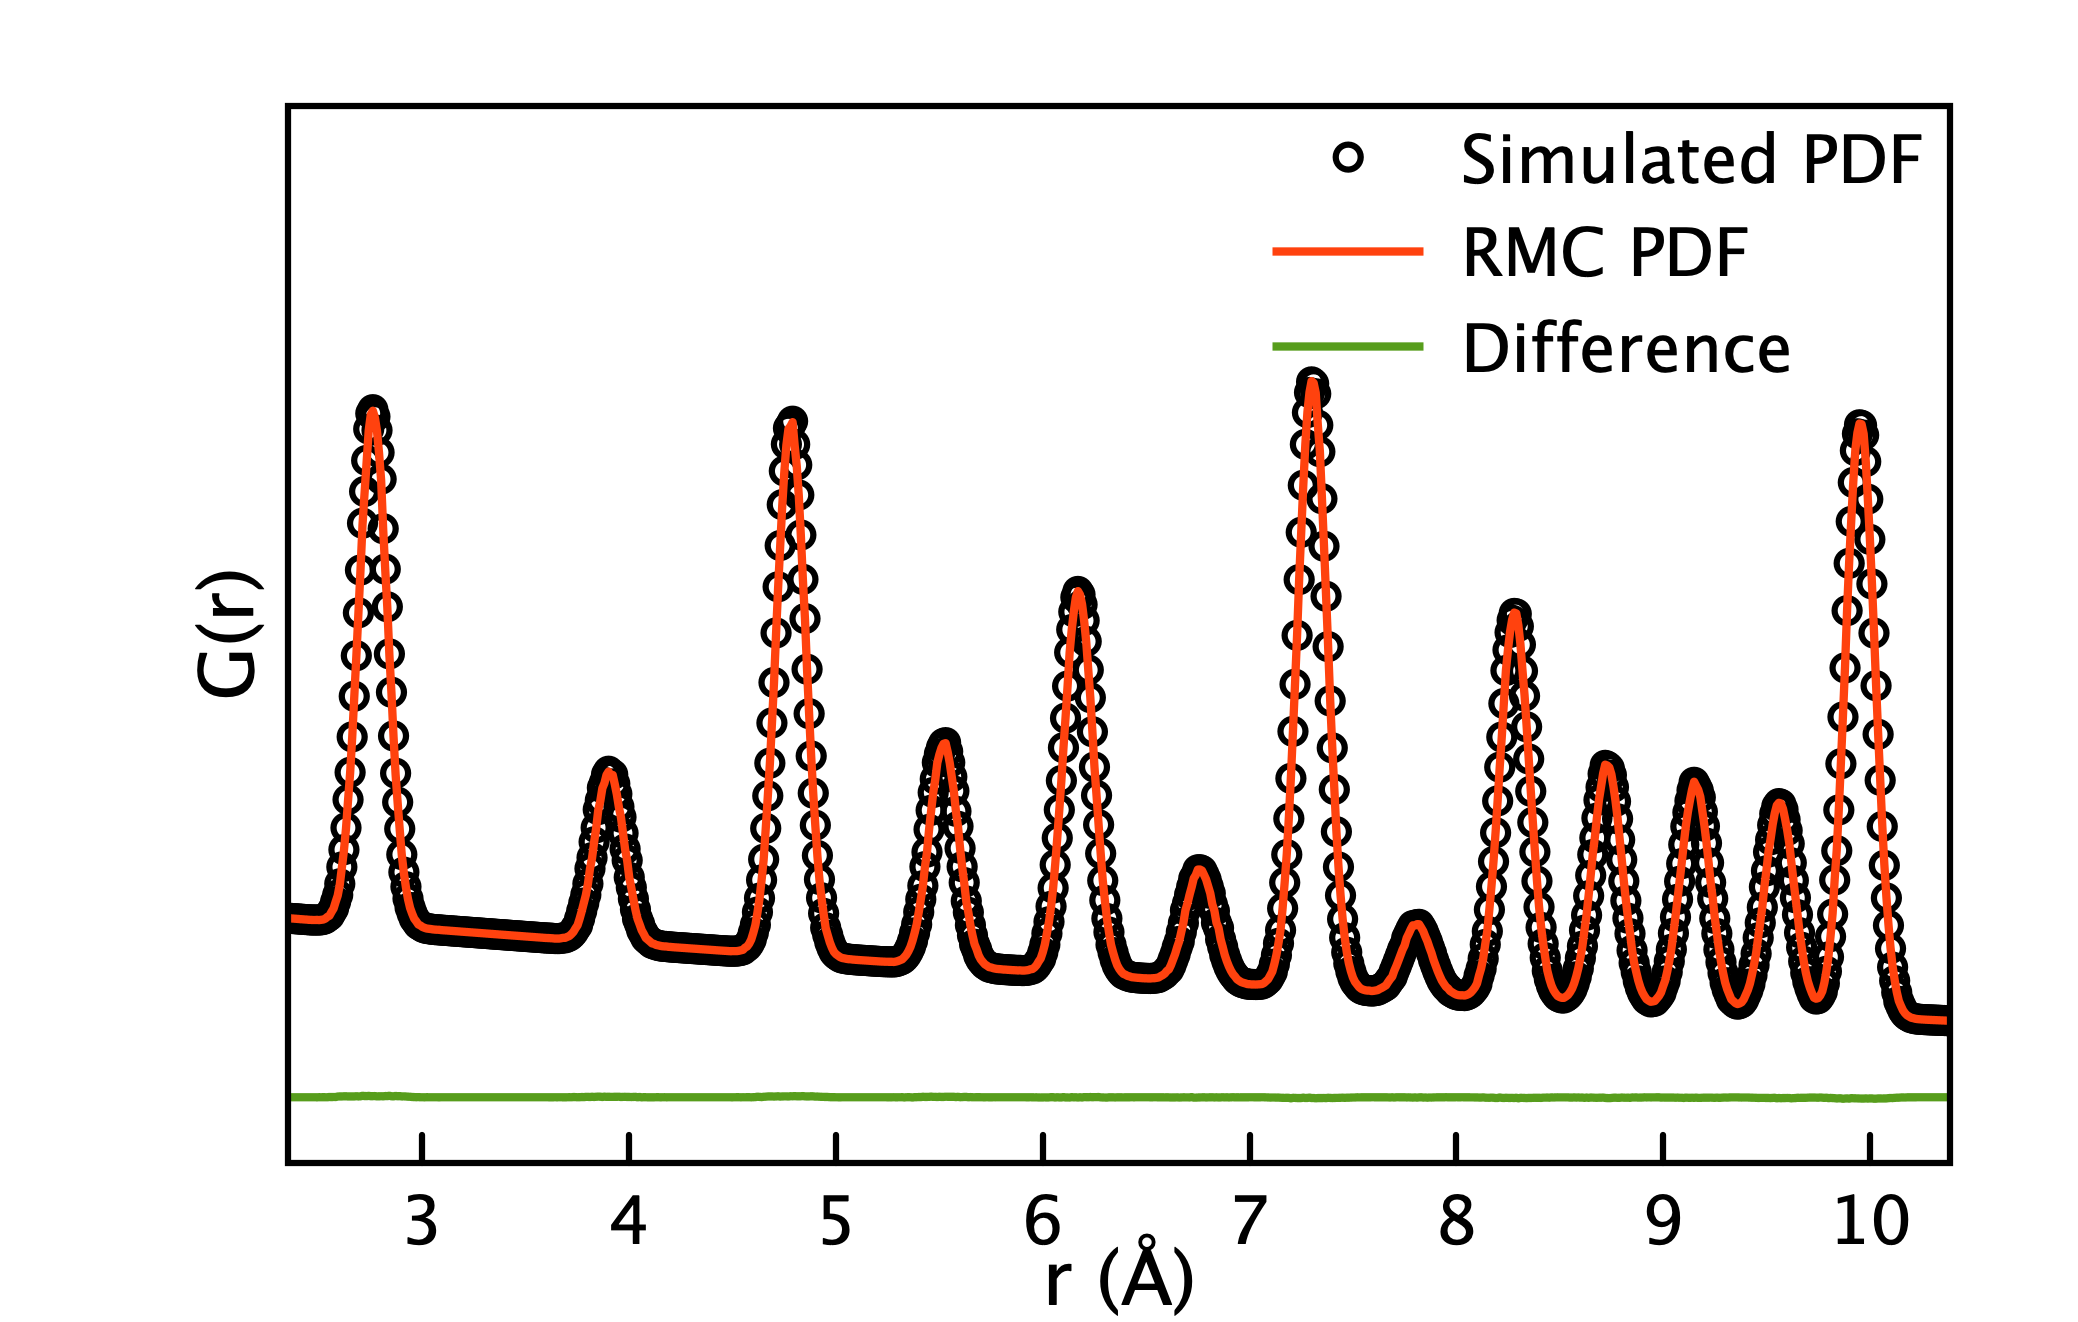 Simulated PDF
RMC PDF
Difference
G(r)
3 4 5 6 7 8 9 10
r (Å)